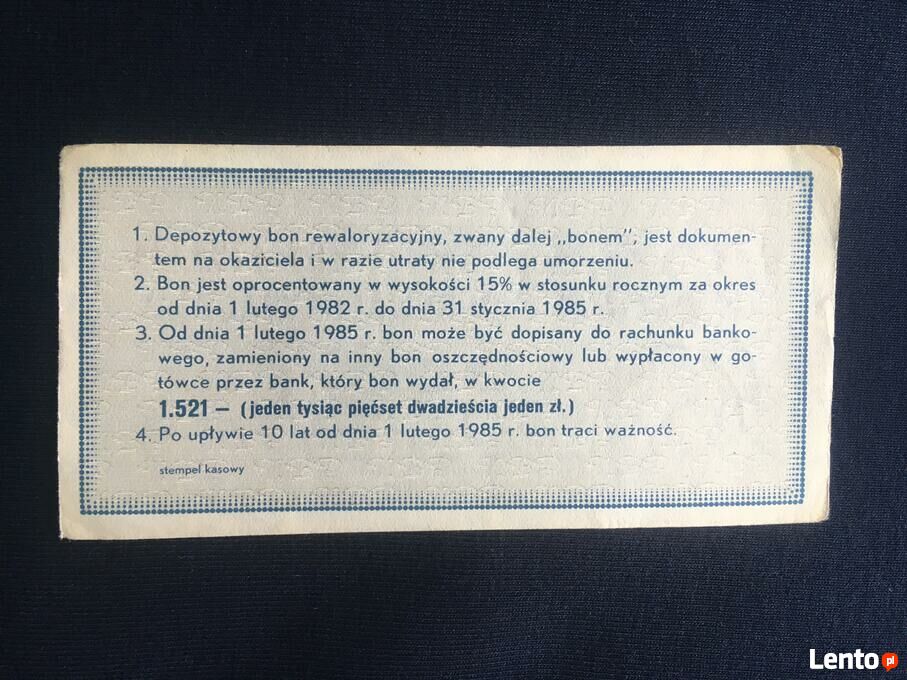 1. Depozytowy bon rewaloryzacyjny, zwany dalej „bonem”, jest dokumen-
tem na okaziciela i w razie utraty nie podlega umorzeniu.
2. Bon jest oprocentowany w wysokości 15% w stosunku rocznym za okres
od dnia 1 lutego 1982 r. do dnia 31 stycznia 1985 r.
3. Od dnia 1 lutego 1985 r. bon może być dopisany do rachunku banko-
wego, zamieniony na inny bon oszczędnościowy lub wypłacony w go-
tówce przez bank, który bon wydał, w kwocie
1.521 — (jeden tysiąc pięćset dwadzieścia jeden zł.)
4. Po upływie 10 lat od dnia 1 lutego 1985 r. bon traci ważność.
stempel kasowy
Lento pl